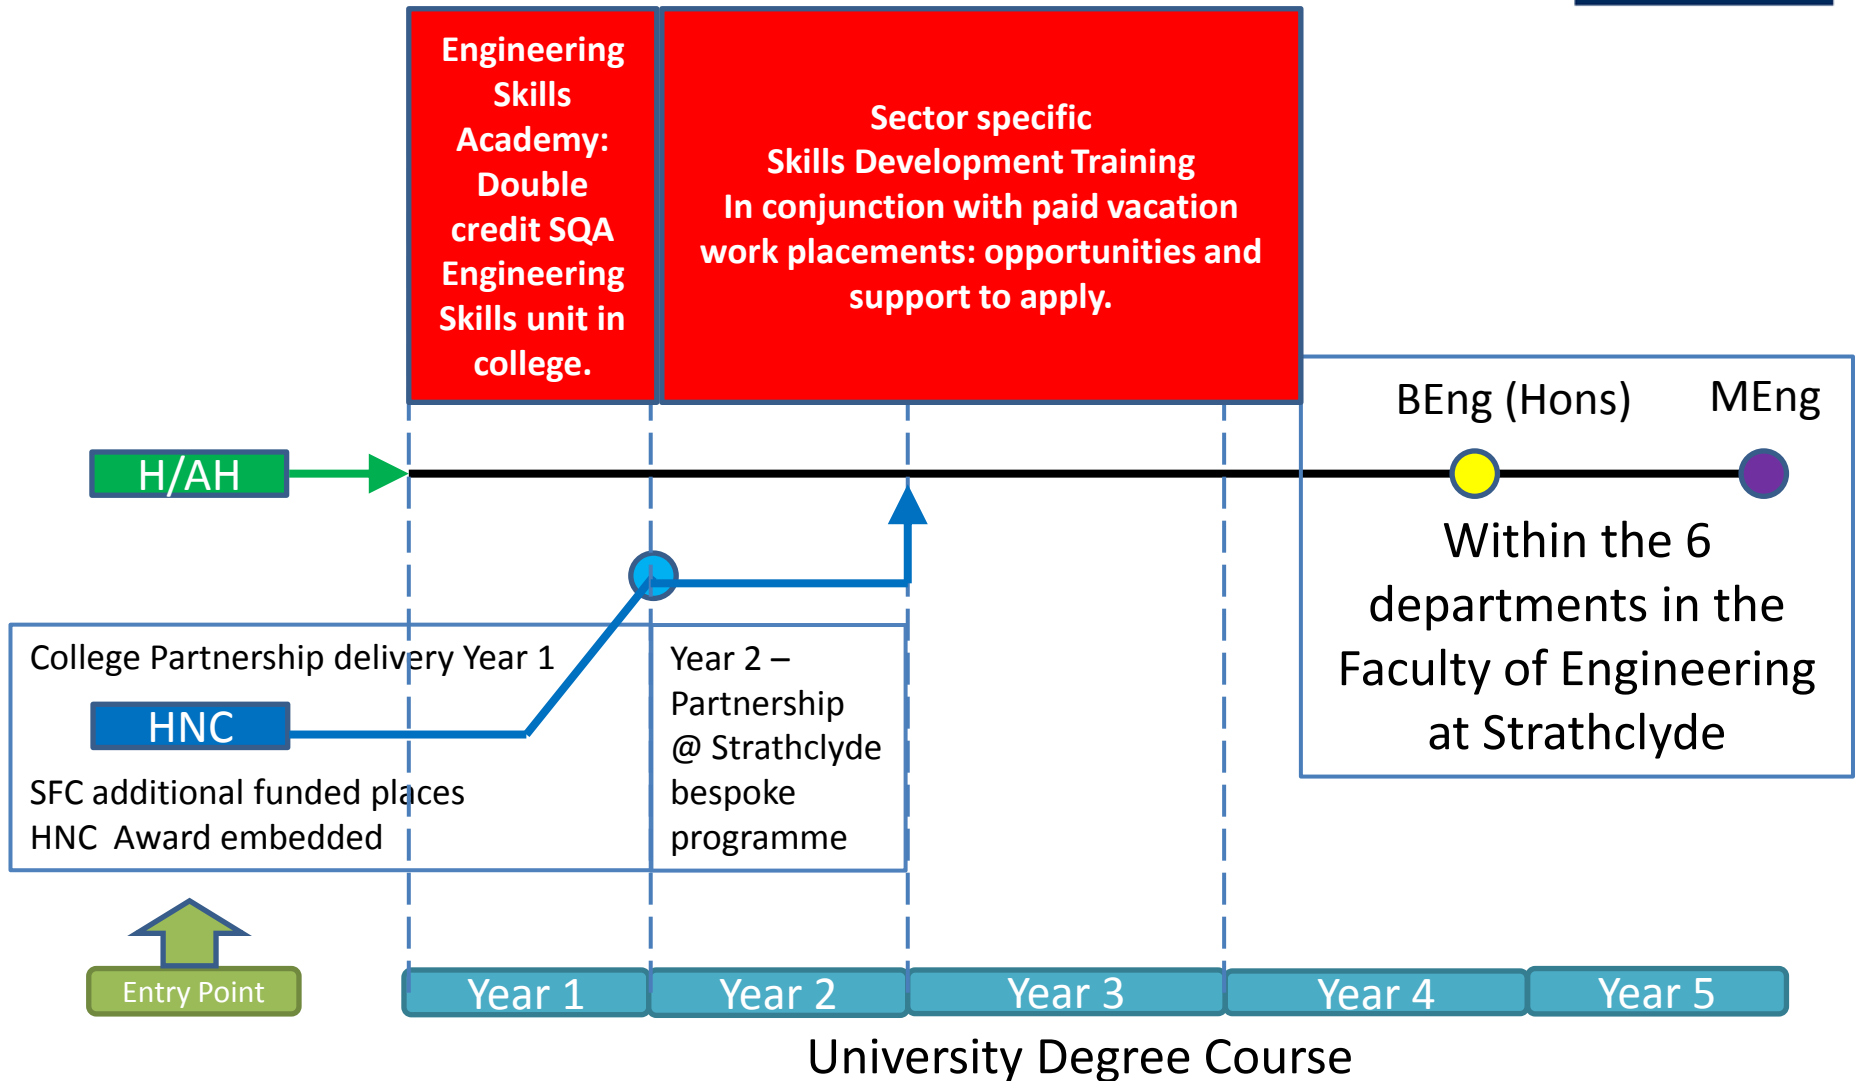 Engineering
Skills
Academy:
Double
credit SQA
Engineering
Skills unit in
college.
Sector specific
Skills Development Training
In conjunction with paid vacation
work placements: opportunities and
support to apply.
BEng (Hons)
MEng
H/AH
Within the 6
departments in the
Faculty of Engineering
at Strathclyde
College Partnership delivery Year 1
HNC
SFC additional funded places
HNC Award embedded
Year 2 –
Partnership
@ Strathclyde
bespoke
programme
Entry Point
Year 1
Year 2
Year 3
Year 4
Year 5
University Degree Course